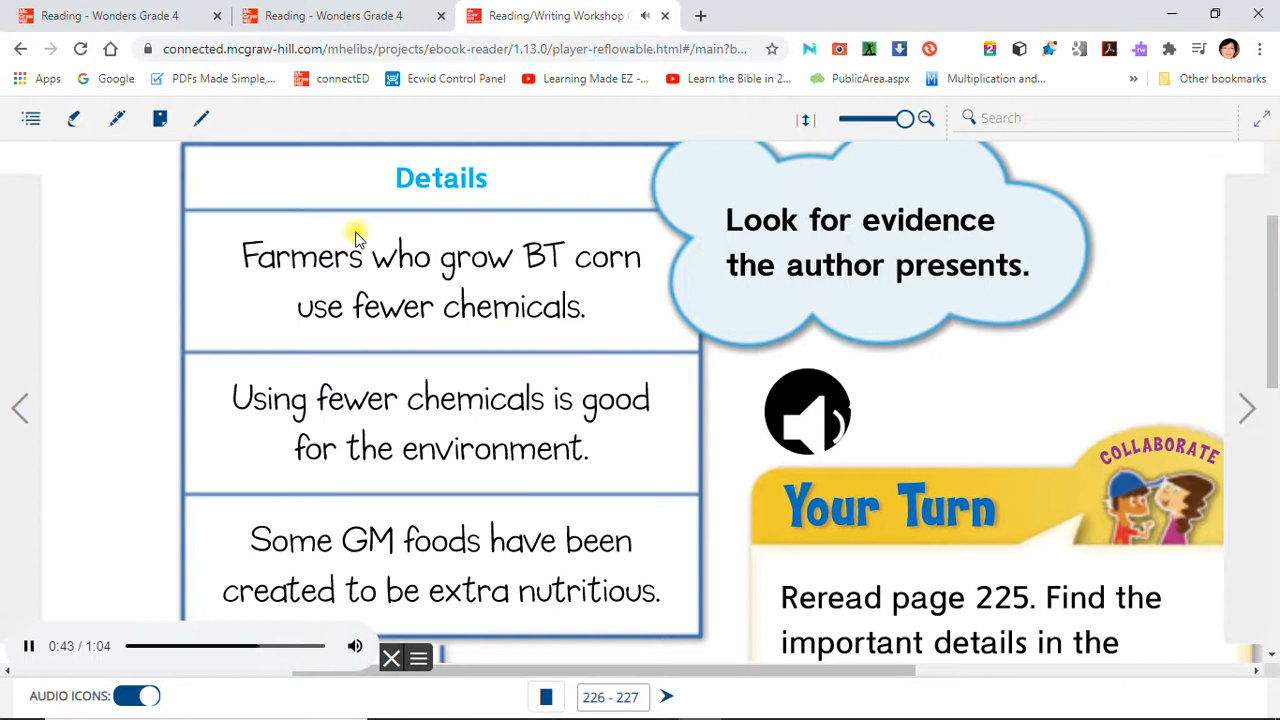 Reading - Wonders Grade 4
Reading - Wonders Grade 4
Reading/Writing Workshop
connected.mcgraw-hill.com/mhelibs/projects/ebook-reader/1.13.0/player-reflowable.html#/main?b...
Apps
Google
PDFs Made Simple,...
connectED
Ecwid Control Panel
Learning Made EZ -...
Learn the Bible in 2...
PublicArea.aspx
Multiplication and...
Other bookmarks
Search
Details
Farmers who grow BT corn
use fewer chemicals.
Using fewer chemicals is good
for the environment.
Some GM foods have been
created to be extra nutritious.
Look for evidence
the author presents.
COLLABORATE
Your Turn
Reread page 225. Find the
important details in the
0:43 / 1:04
AUDIO ICONS:
226 - 227